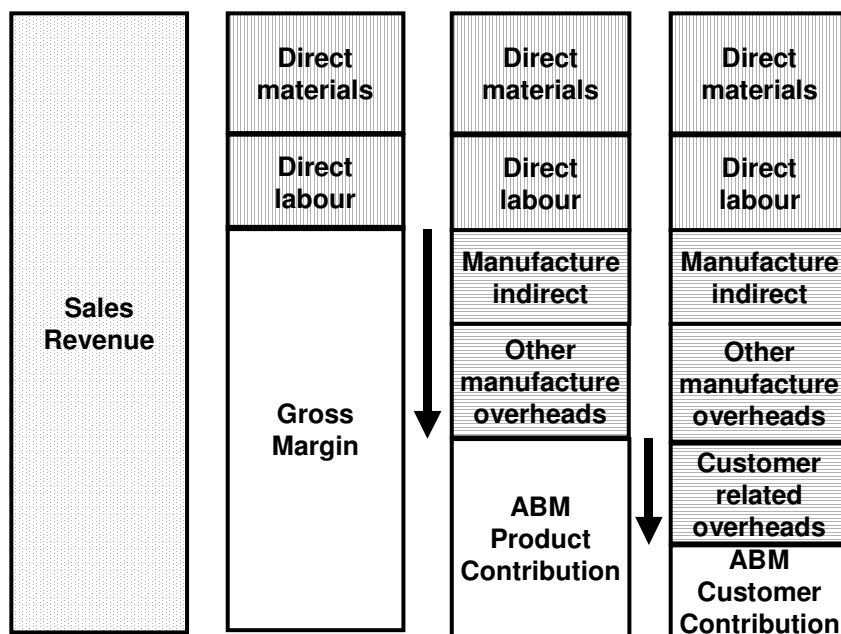 Sales
Revenue
Direct
materials
Direct
labour
Gross
Margin
Direct
materials
Direct
labour
Manufacture
indirect
Other
manufacture
overheads
ABM
Product
Contribution
Direct
materials
Direct
labour
Manufacture
indirect
Other
manufacture
overheads
Customer
related
overheads
ABM
Customer
Contribution